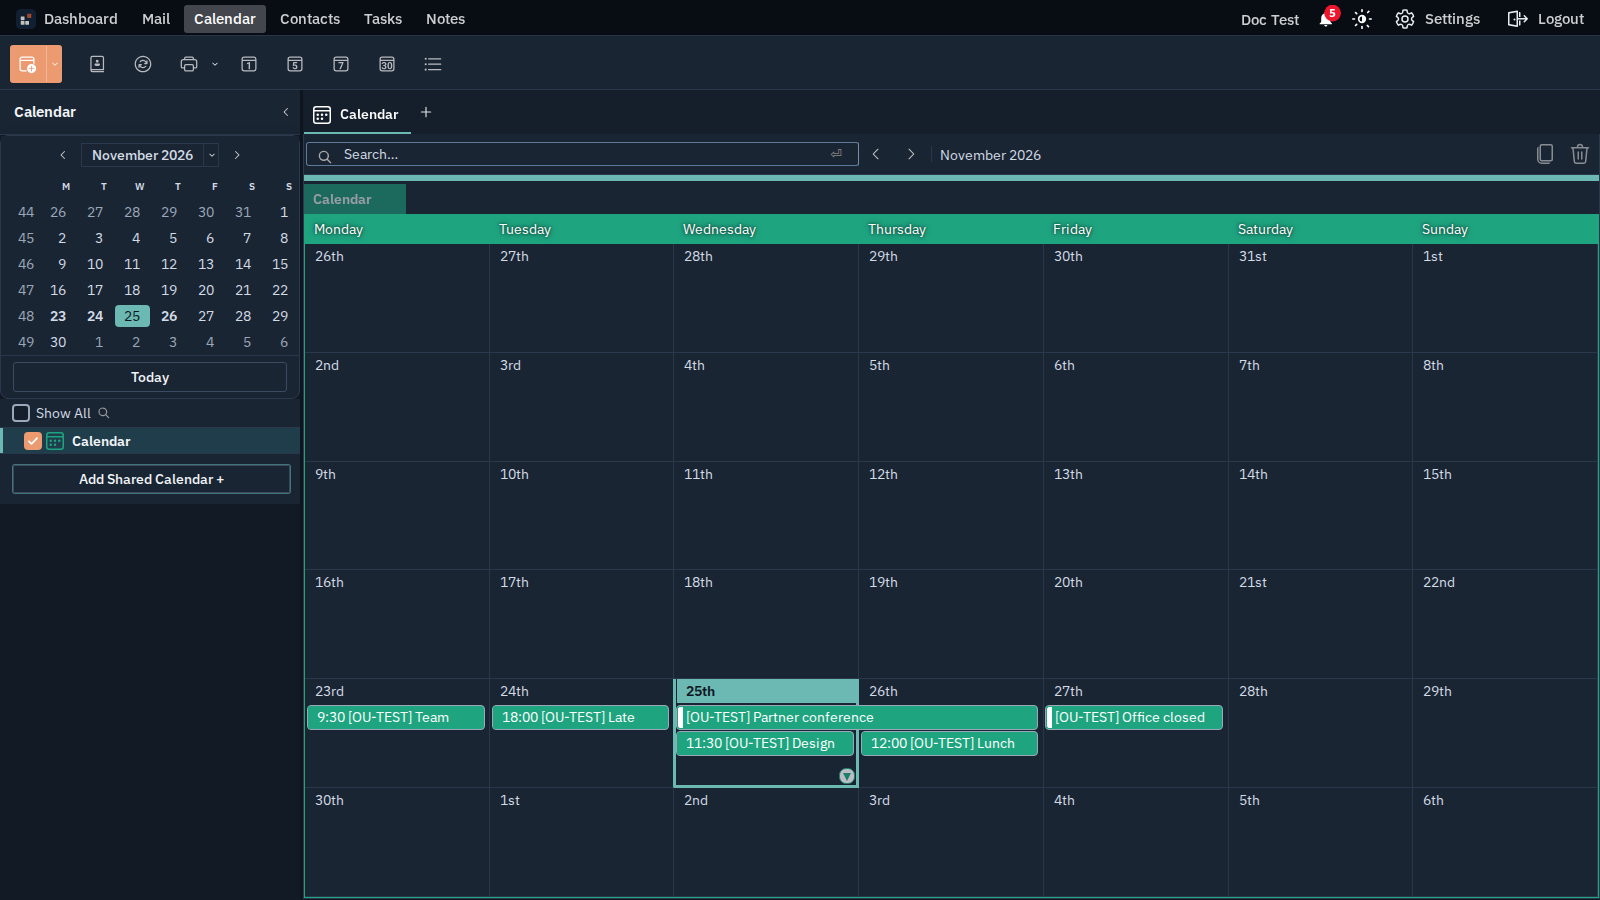 Dashboard Mail Calendar Contacts Tasks Notes Doc Test 5 Settings Logout
1 5 7 30
Calendar
Calendar
November 2026
Search...
November 2026
M T W T F S S
44 26 27 28 29 30 31 1
45 2 3 4 5 6 7 8
46 9 10 11 12 13 14 15
47 16 17 18 19 20 21 22
48 23 24 25 26 27 28 29
49 30 1 2 3 4 5 6
Today
Show All
Calendar
Add Shared Calendar +
Calendar
Monday Tuesday Wednesday Thursday Friday Saturday Sunday
26th 27th 28th 29th 30th 31st 1st
2nd 3rd 4th 5th 6th 7th 8th
9th 10th 11th 12th 13th 14th 15th
16th 17th 18th 19th 20th 21st 22nd
23rd 24th 25th 26th 27th 28th 29th
9:30 [OU-TEST] Team 18:00 [OU-TEST] Late [OU-TEST] Partner conference [OU-TEST] Office closed
11:30 [OU-TEST] Design 12:00 [OU-TEST] Lunch
30th 1st 2nd 3rd 4th 5th 6th